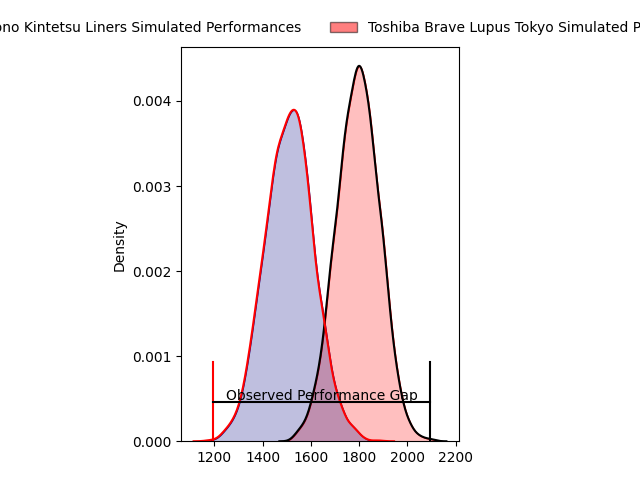 no Kintetsu Liners Simulated Performances Toshiba Brave Lupus Tokyo Simulated P
0.004
0.003
Density
0.002
0.001
Observed Performance Gap
0.000
1200 1400 1600 1800 2000 2200